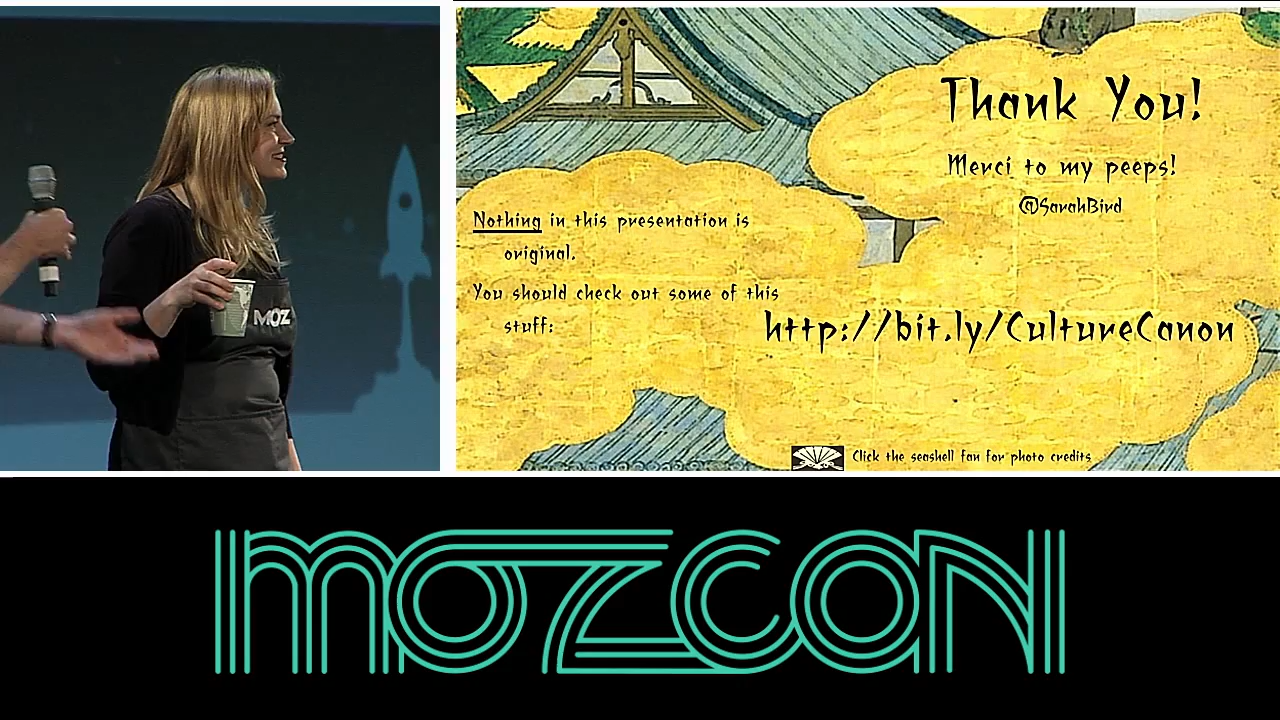 MOZ
Thank You!
Merci to my peeps!
@SarahBird
Nothing in this presentation is
original.
You should check out some of this
stuff:
http://bit.ly/CultureCanon
Click the seashell fan for photo credits
MOZCON